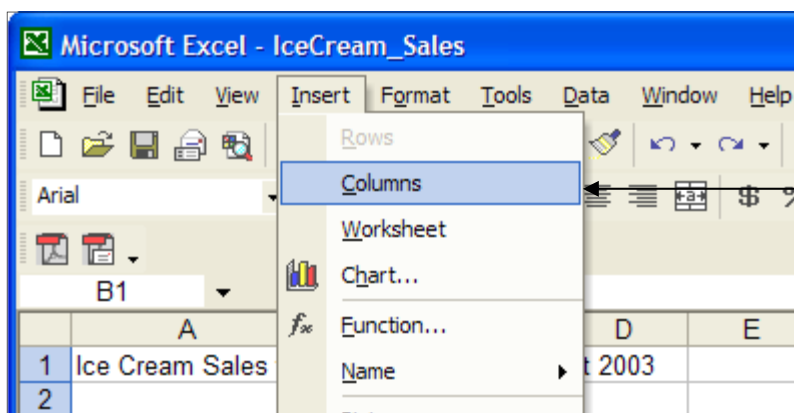 Microsoft Excel - IceCream_Sales
File Edit View Insert Format Tools Data Window Help
Rows
Columns
Arial
$
Worksheet
Chart...
B1
Function...
A D E
1 Ice Cream Sales t 2003
Name
2